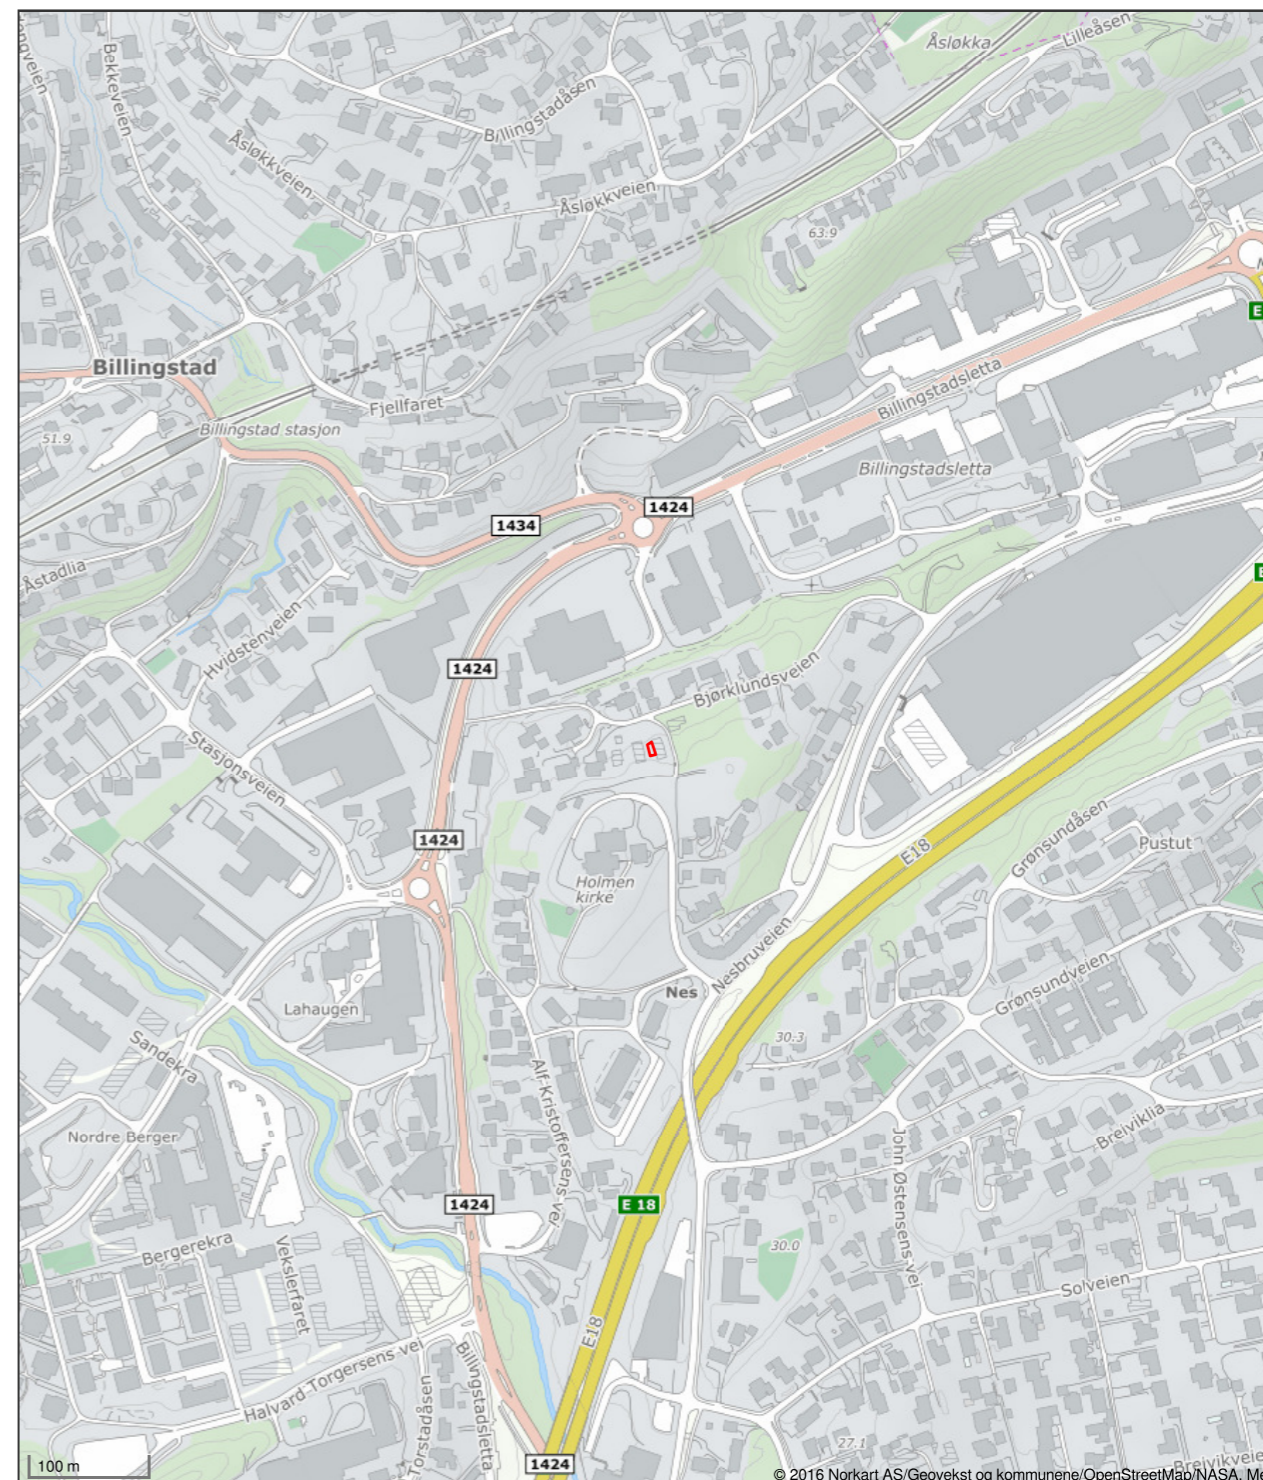 Åsløkka
Lilleåsen
Bekkeveien
Billingstadåsen
Åsløkkveien
Åsløkkveien
63.9
E
Billingstad
Fjellfaret
Billingstadsletta
Billingstad stasjon
51.9
Billingstadsletta
1424
1434
Åstadlia
Hvidstenveien
1424
Bjørklundsveien
Stasjonsveien
1424
E18
Grønsundåsen
Pustut
Holmen
kirke
Nesbruveien
Nes
Grønsundveien
Lahaugen
30.3
Sandekra
Alf Kristoffersens vei
Nordre Berger
Breiviklia
John Østensens vei
1424
E 18
Bergerekra
Vekslerfaret
30.0
Solveien
E18
Halvard Torgersens vei
Billingstadsletta
Torstadåsen
27.1
Breivikveie
1424
100 m
© 2016 Norkart AS/Geovekst og kommunene/OpenStreetMap/NASA, Me